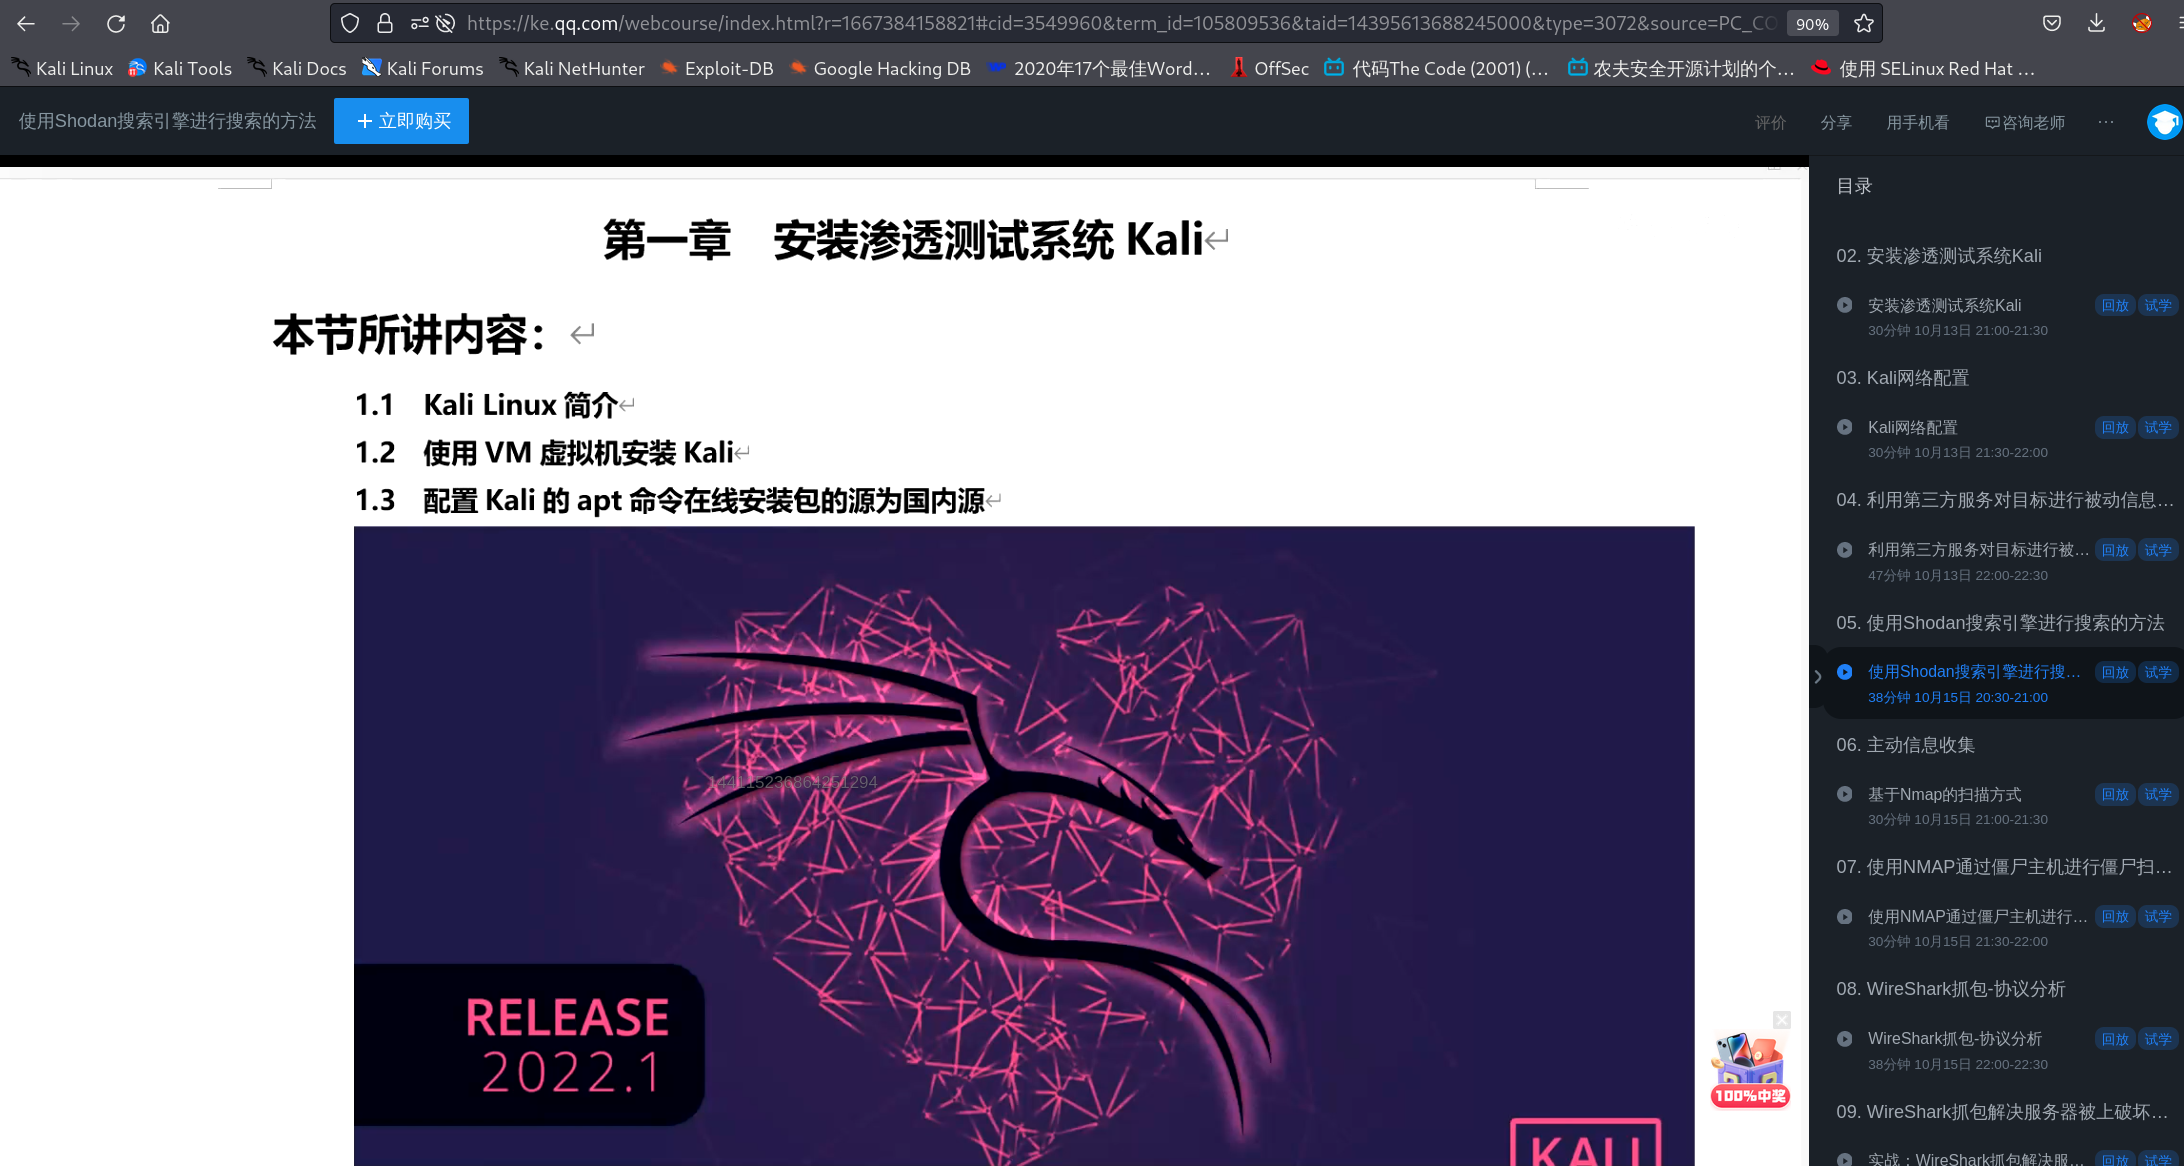 https://ke.qq.com/webcourse/index.html?r=1667384158821#cid=3549960&term_id=105809536&taid=14395613688245000&type=3072&source=PC_CO
90%
Kali Linux
Kali Tools
Kali Docs
Kali Forums
Kali NetHunter
Exploit-DB
Google Hacking DB
2020年17个最佳Word…
OffSec
代码The Code (2001) (…
农夫安全开源计划的个…
使用 SELinux Red Hat …
使用Shodan搜索引擎进行搜索的方法
立即购买
评价
分享
用手机看
咨询老师
第一章 安装渗透测试系统 Kali
本节所讲内容：
1.1 Kali Linux 简介
1.2 使用 VM 虚拟机安装 Kali
1.3 配置 Kali 的 apt 命令在线安装包的源为国内源
144115236864251294
RELEASE
2022.1
KALI
100%中奖
目录
02. 安装渗透测试系统Kali
安装渗透测试系统Kali 回放 试学
30分钟 10月13日 21:00-21:30
03. Kali网络配置
Kali网络配置 回放 试学
30分钟 10月13日 21:30-22:00
04. 利用第三方服务对目标进行被动信息…
利用第三方服务对目标进行被… 回放 试学
47分钟 10月13日 22:00-22:30
05. 使用Shodan搜索引擎进行搜索的方法
使用Shodan搜索引擎进行搜… 回放 试学
38分钟 10月15日 20:30-21:00
06. 主动信息收集
基于Nmap的扫描方式 回放 试学
30分钟 10月15日 21:00-21:30
07. 使用NMAP通过僵尸主机进行僵尸扫…
使用NMAP通过僵尸主机进行… 回放 试学
30分钟 10月15日 21:30-22:00
08. WireShark抓包-协议分析
WireShark抓包-协议分析 回放 试学
38分钟 10月15日 22:00-22:30
09. WireShark抓包解决服务器被上破坏…
实战：WireShark抓包解决服… 回放 试学